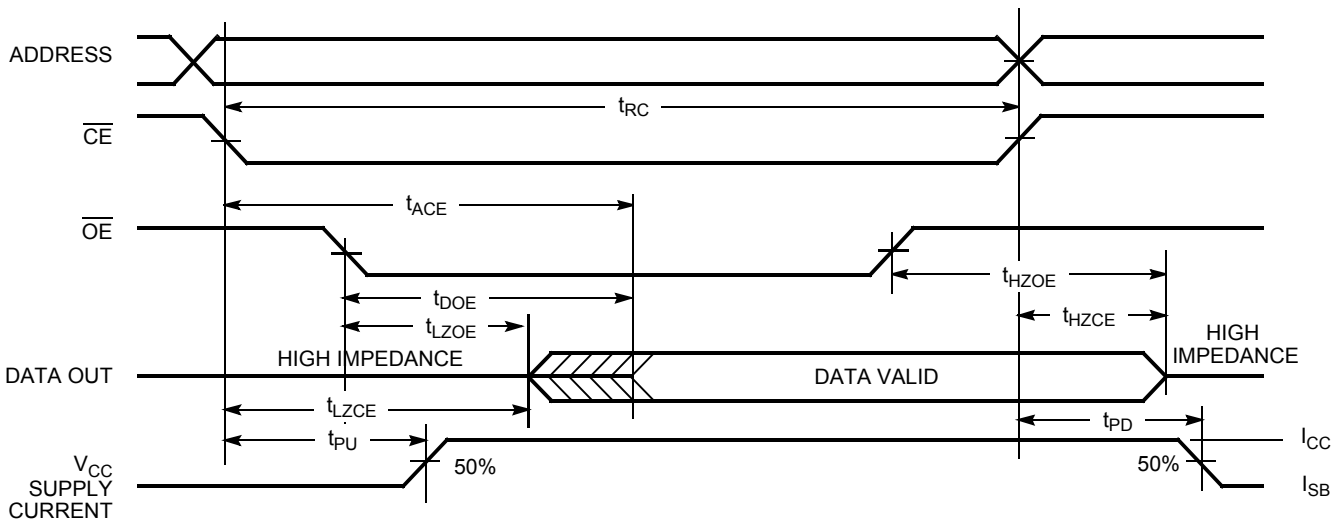 ADDRESS
tRC
CE
tACE
OE
tHZOE
tDOE
tLZOE
tHZCE
HIGH
IMPEDANCE
HIGH IMPEDANCE
DATA OUT
DATA VALID
tLZCE
tPD
tPU
ICC
VCC
SUPPLY
CURRENT
50%
50%
ISB